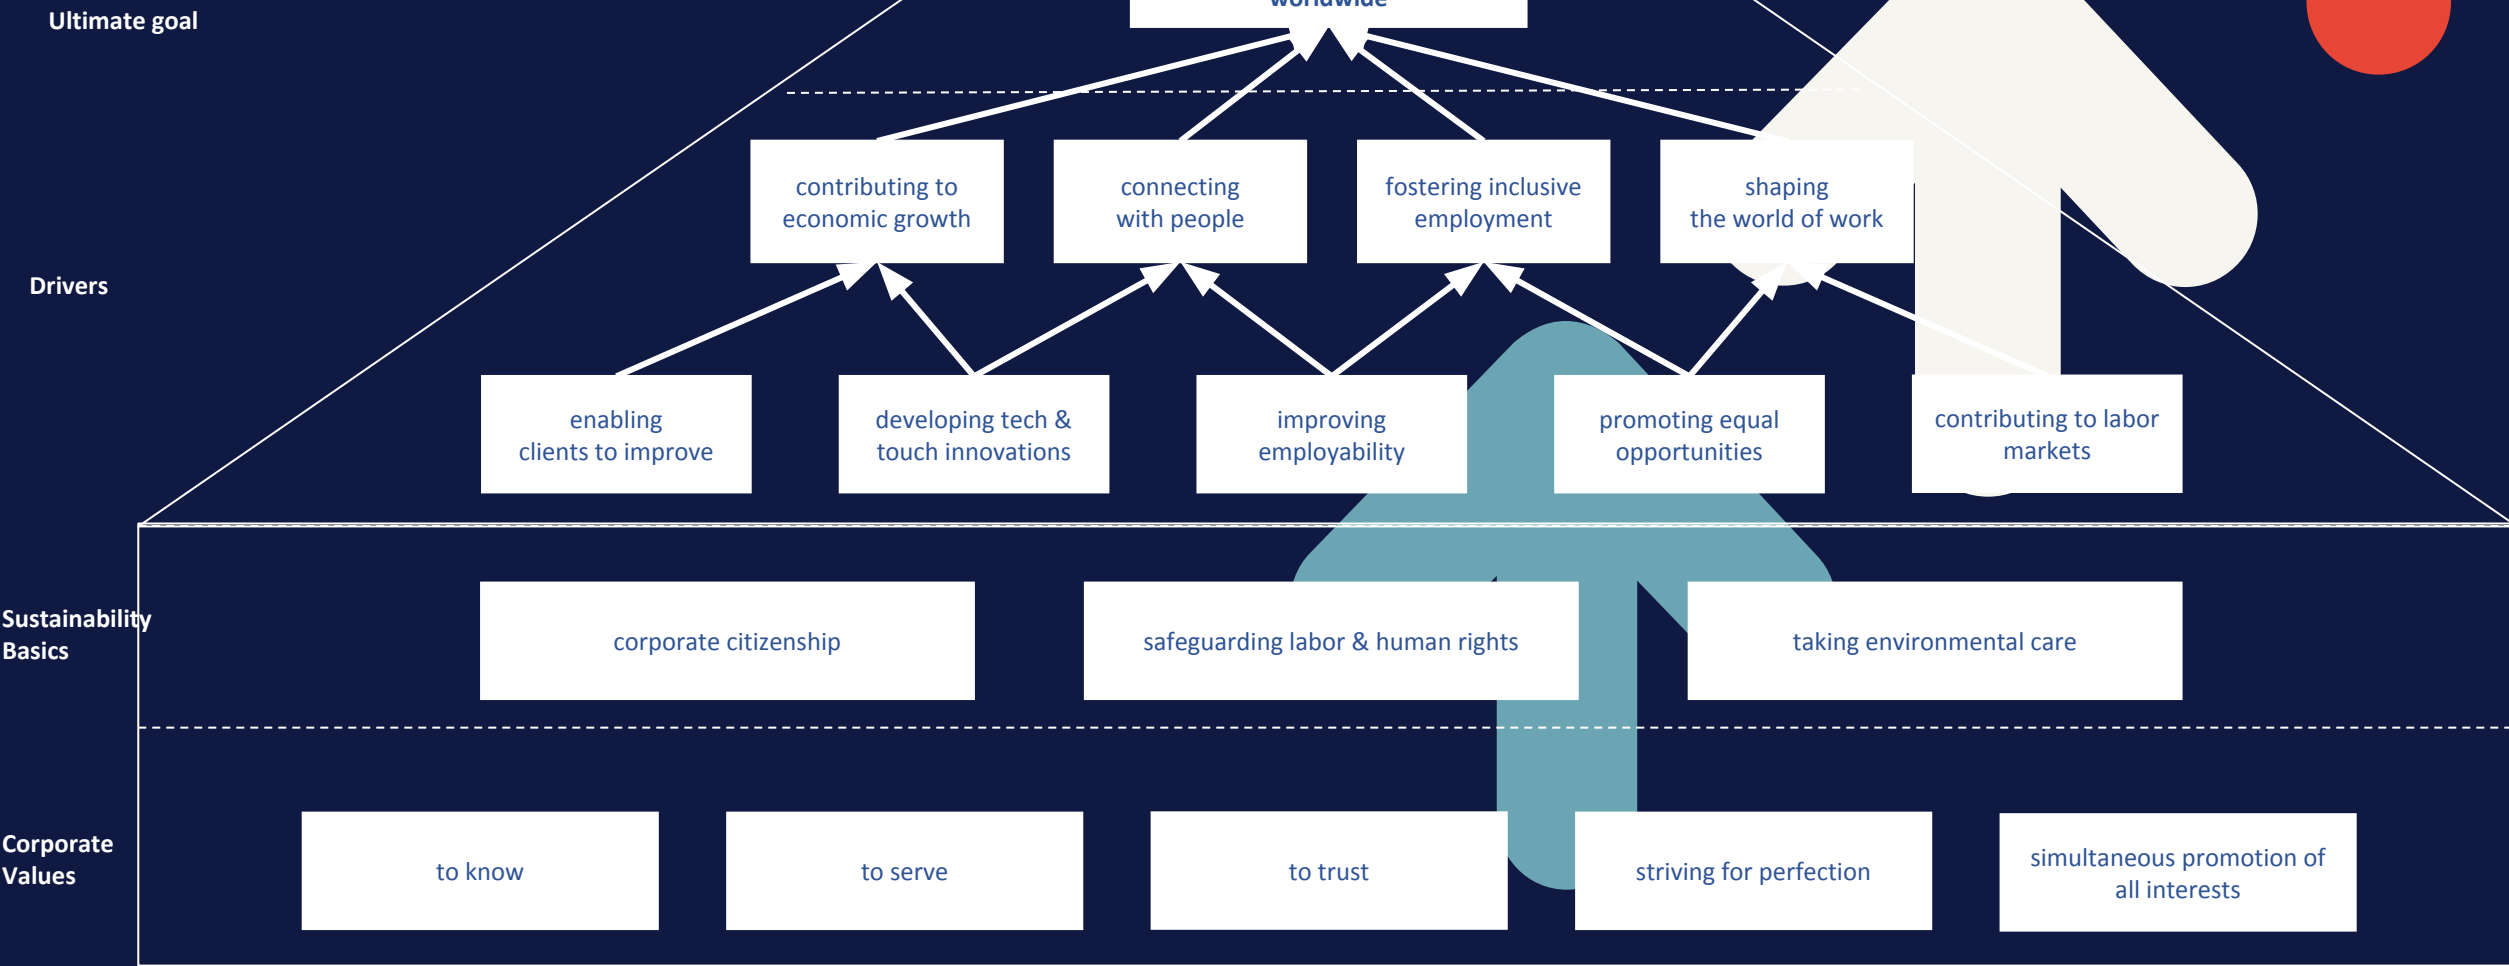 worldwide
Ultimate goal
contributing to
economic growth
connecting
with people
fostering inclusive
employment
shaping
the world of work
Drivers
enabling
clients to improve
developing tech &
touch innovations
improving
employability
promoting equal
opportunities
contributing to labor
markets
Sustainability
Basics
corporate citizenship
safeguarding labor & human rights
taking environmental care
Corporate
Values
to know
to serve
to trust
striving for perfection
simultaneous promotion of
all interests